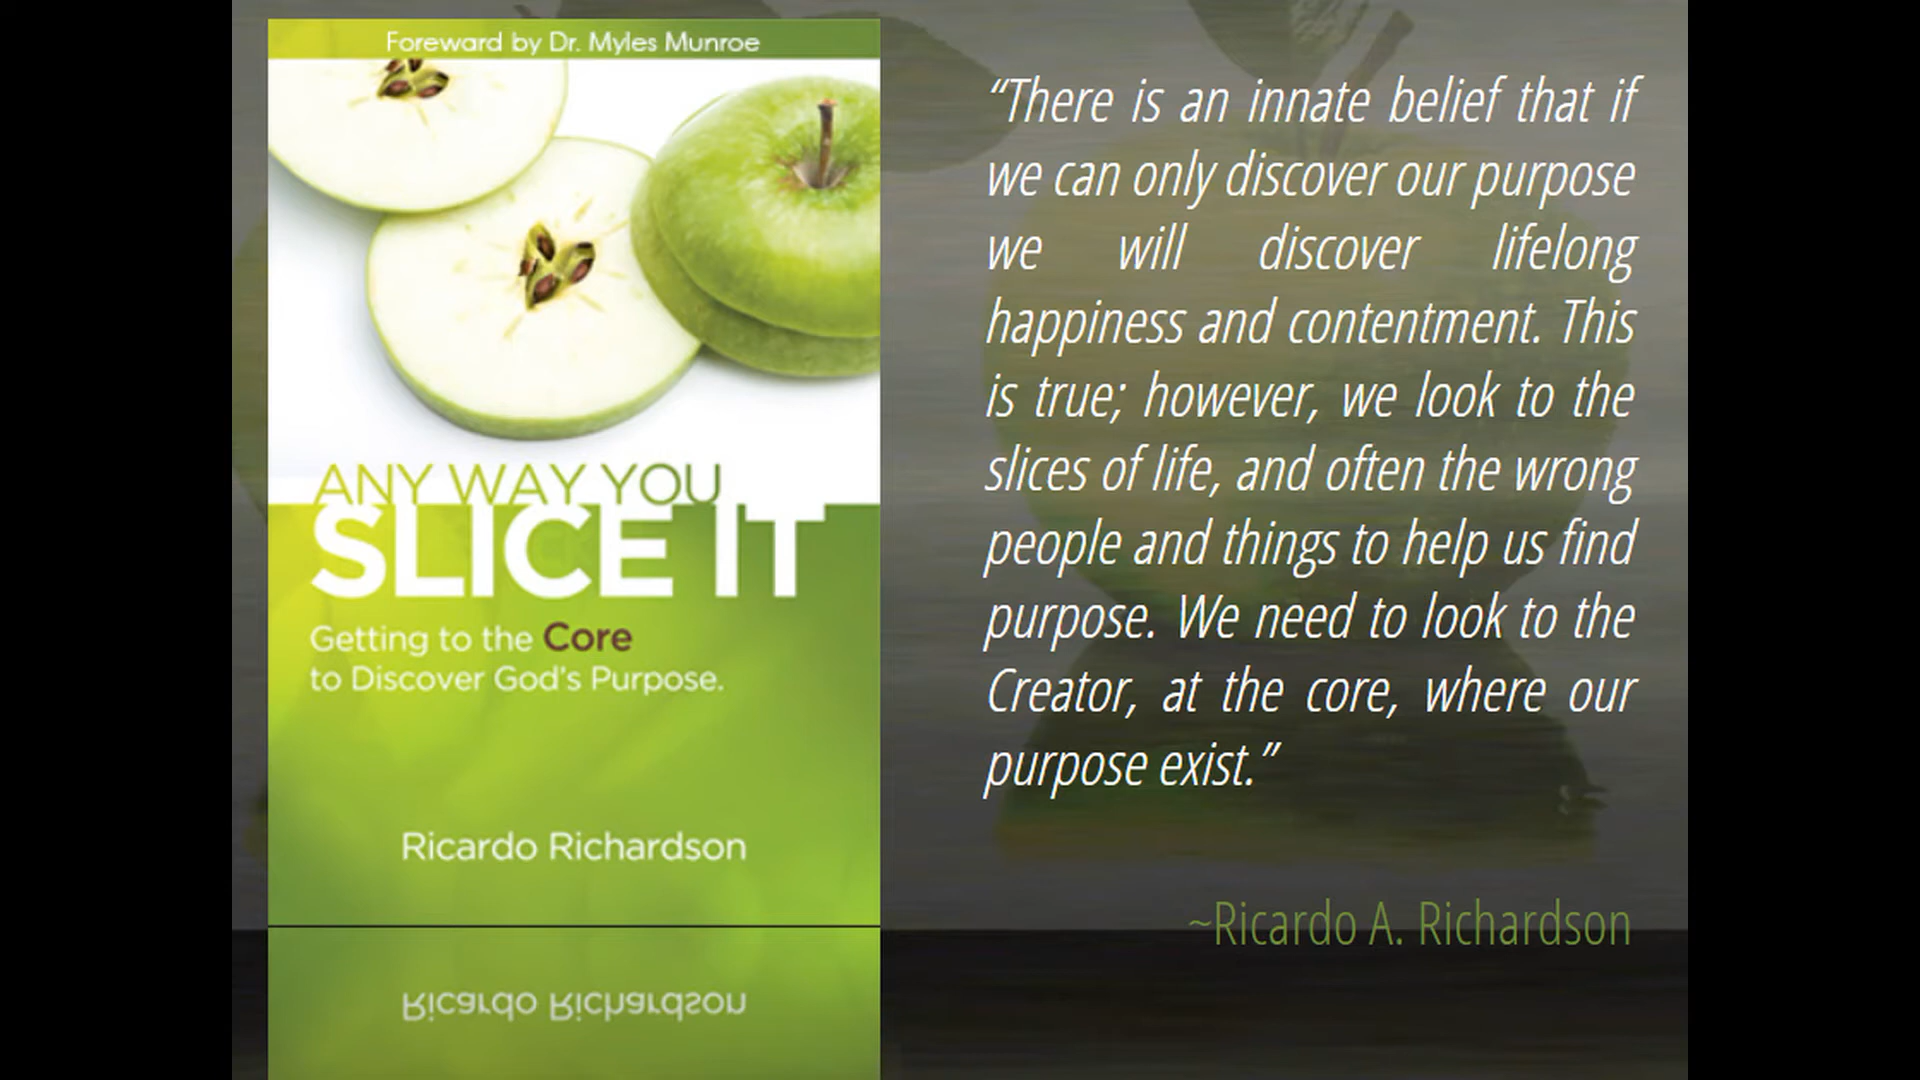 Foreward by Dr. Myles Munroe
ANY WAY YOU
SLICE IT
Getting to the Core
to Discover God's Purpose.
Ricardo Richardson
Ricardo Richardson
“There is an innate belief that if
we can only discover our purpose
we will discover lifelong
happiness and contentment. This
is true; however, we look to the
slices of life, and often the wrong
people and things to help us find
purpose. We need to look to the
Creator, at the core, where our
purpose exist.”
~Ricardo A. Richardson